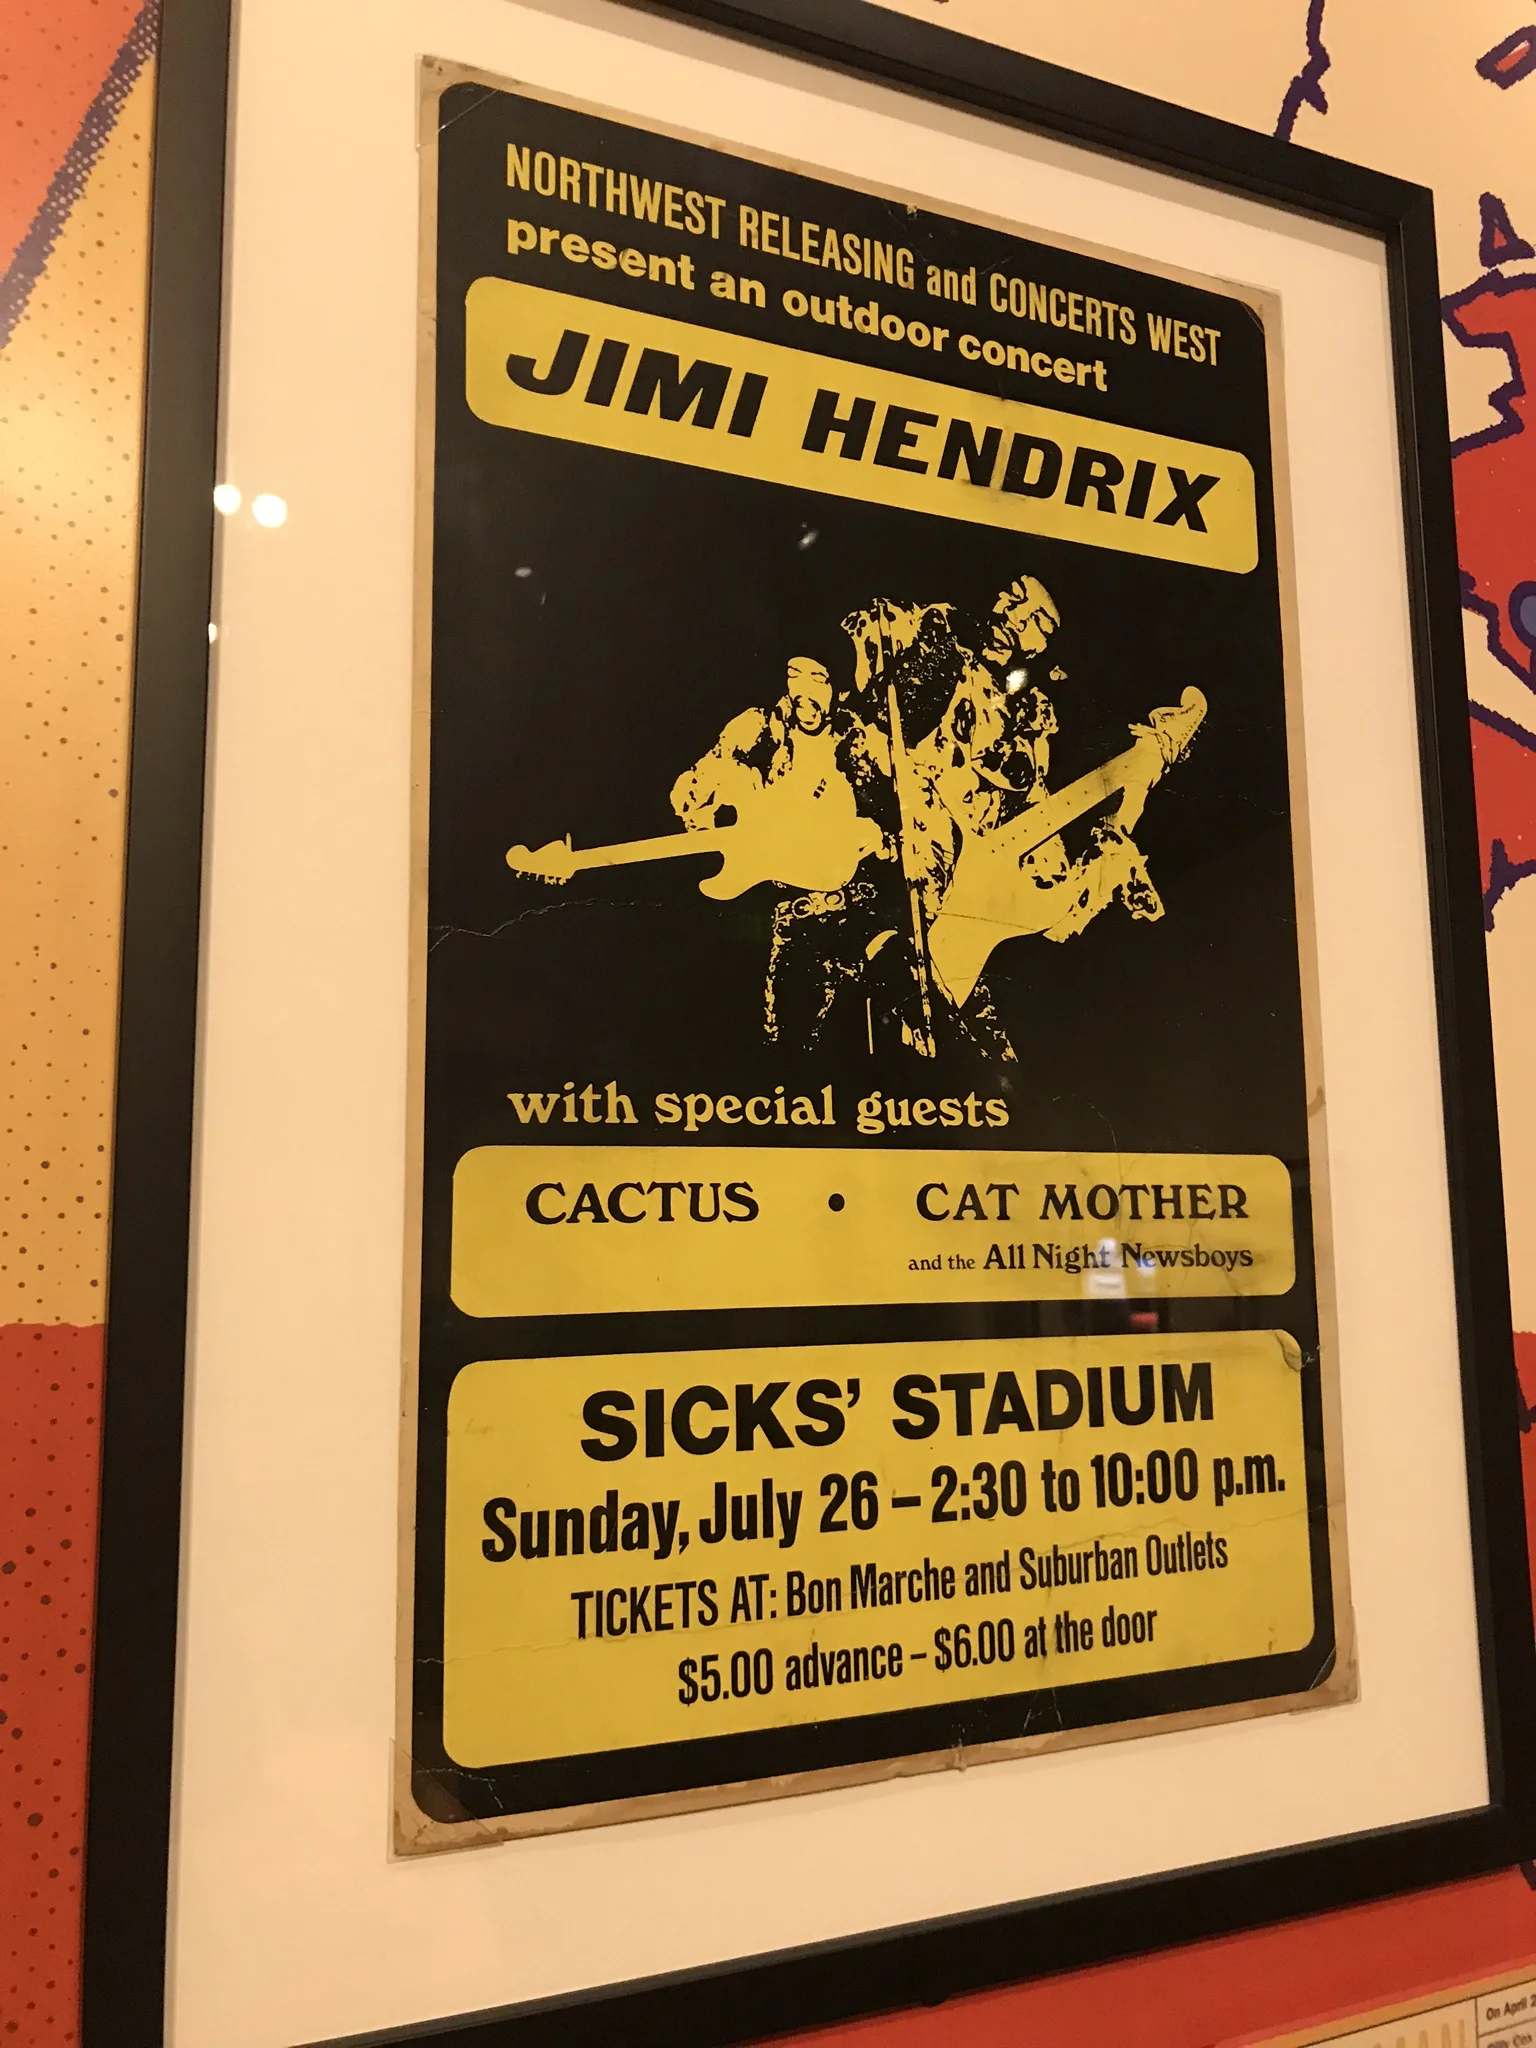 NORTHWEST RELEASING and CONCERTS WEST
present an outdoor concert
JIMI HENDRIX
with special guests
CACTUS • CAT MOTHER
and the All Night Newsboys
SICKS' STADIUM
Sunday, July 26 – 2:30 to 10:00 p.m.
TICKETS AT: Bon Marche and Suburban Outlets
$5.00 advance – $6.00 at the door
On April